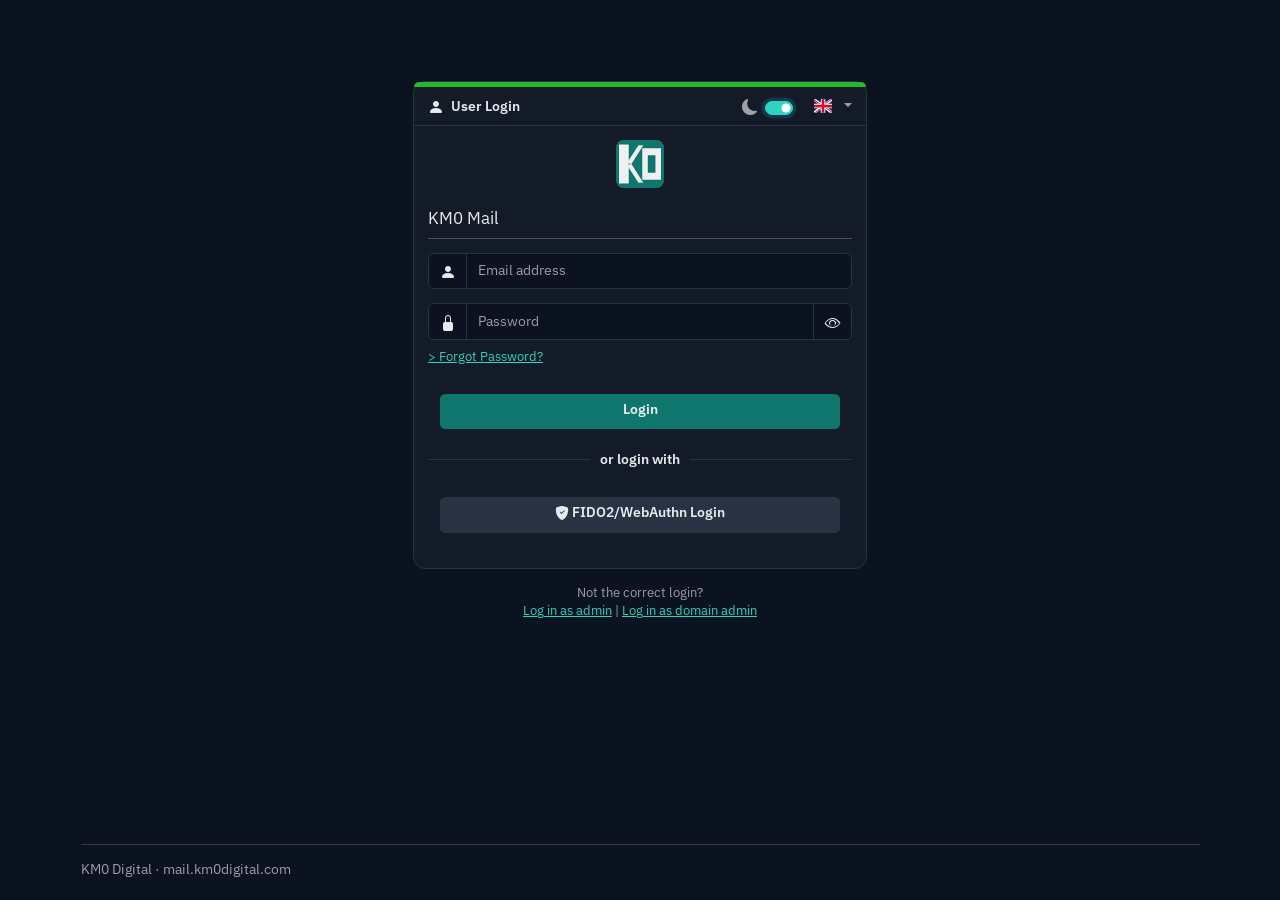 User Login
K0
KM0 Mail
Email address
Password
> Forgot Password?
Login
or login with
FIDO2/WebAuthn Login
Not the correct login?
Log in as admin | Log in as domain admin
KM0 Digital · mail.km0digital.com